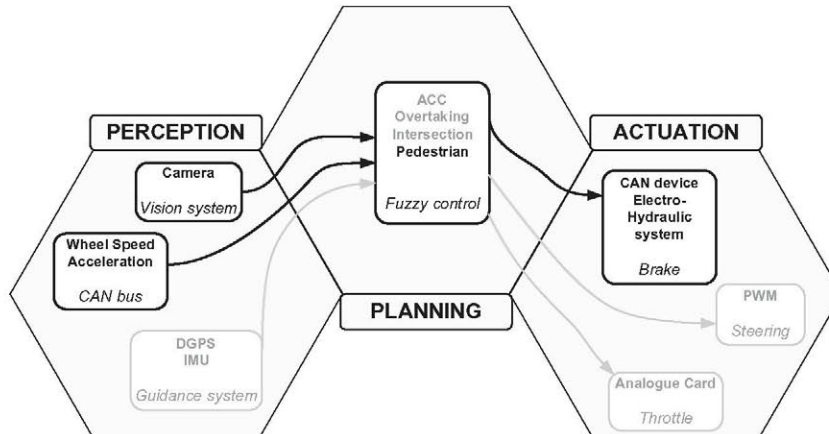 PERCEPTION
Camera
Vision system
Wheel Speed
Acceleration
CAN bus
DGPS
IMU
Guidance system
ACC
Overtaking
Intersection
Pedestrian
Fuzzy control
PLANNING
ACTUATION
CAN device
Electro-
Hydraulic
system
Brake
PWM
Steering
Analogue Card
Throttle